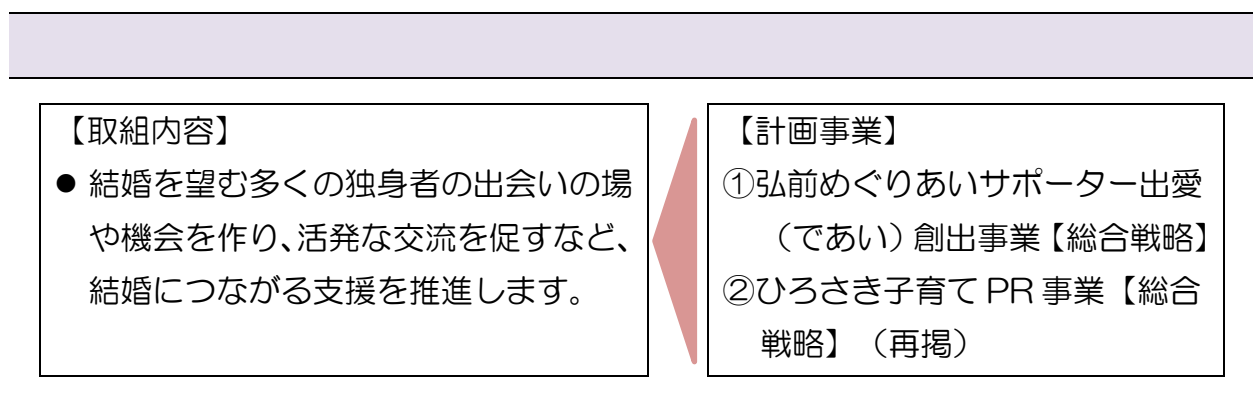 【取組内容】
● 結婚を望む多くの独身者の出会いの場
や機会を作り、活発な交流を促すなど、
結婚につながる支援を推進します。
【計画事業】
①弘前めぐりあいサポーター出愛
（であい）創出事業【総合戦略】
②ひろさき子育て PR 事業【総合
戦略】（再掲）